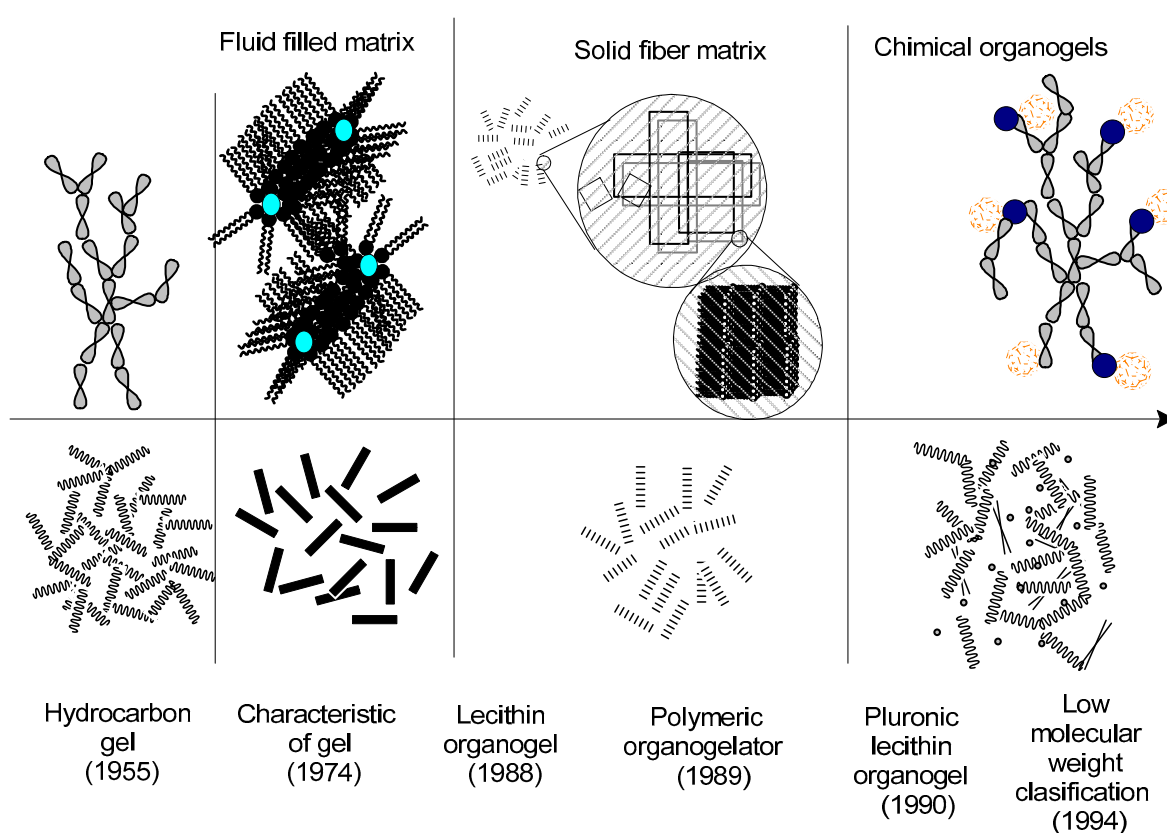 Fluid filled matrix
Solid fiber matrix
Chimical organogels
Hydrocarbon
gel
(1955)
Characteristic
of gel
(1974)
Lecithin
organogel
(1988)
Polymeric
organogelator
(1989)
Pluronic
lecithin
organogel
(1990)
Low
molecular
weight
clasification
(1994)